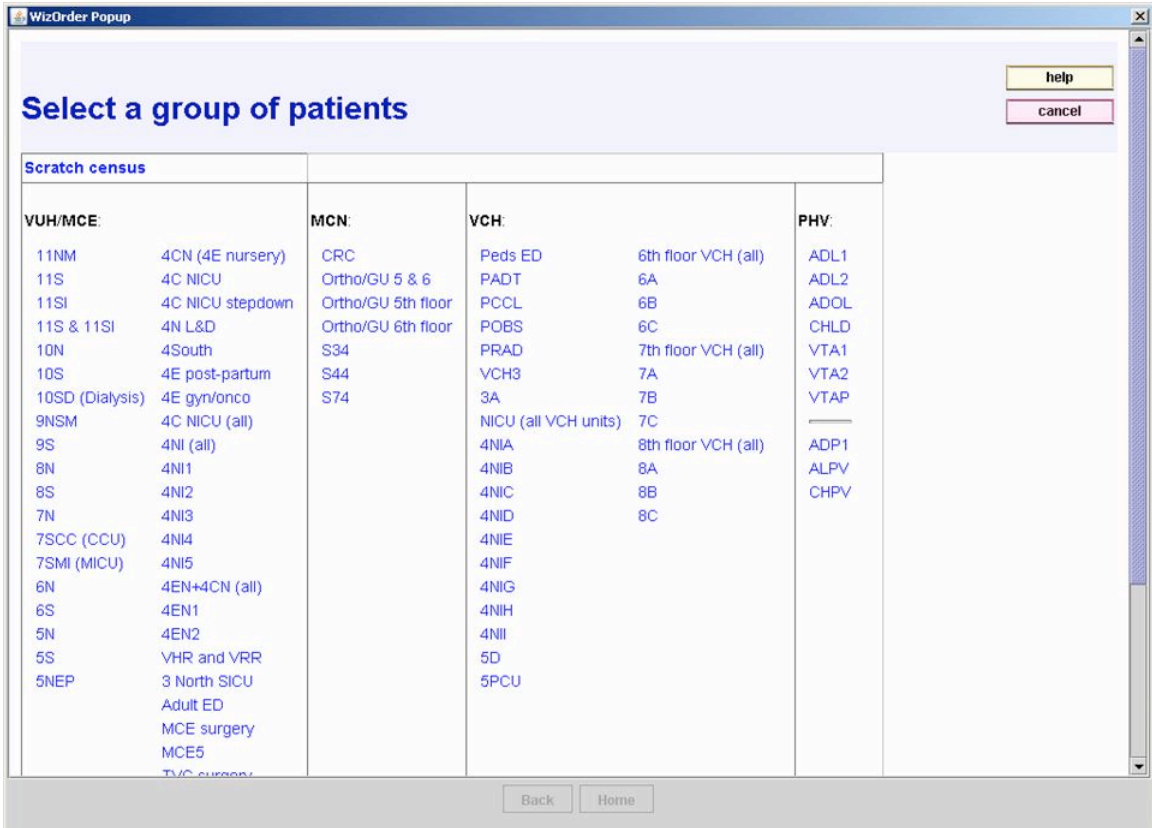 WizOrder Popup
help
Select a group of patients
cancel
Scratch census
VUH/MCE:
11NM
11S
11SI
11S & 11SI
10N
10S
10SD (Dialysis)
9NSM
9S
8N
8S
7N
7SCC (CCU)
7SMI (MICU)
6N
6S
5N
5S
5NEP
4CN (4E nursery)
4C NICU
4C NICU stepdown
4N L&D
4South
4E post-partum
4E gyn/onco
4C NICU (all)
4NI (all)
4NI1
4NI2
4NI3
4NI4
4NI5
4EN+4CN (all)
4EN1
4EN2
VHR and VRR
3 North SICU
Adult ED
MCE surgery
MCE5
TVC surgery
MCN:
CRC
Ortho/GU 5 & 6
Ortho/GU 5th floor
Ortho/GU 6th floor
S34
S44
S74
VCH:
Peds ED
PADT
PCCL
POBS
PRAD
VCH3
3A
NICU (all VCH units)
4NIA
4NIB
4NIC
4NID
4NIE
4NIF
4NIG
4NIH
4NII
5D
5PCU
6th floor VCH (all)
6A
6B
6C
7th floor VCH (all)
7A
7B
7C
8th floor VCH (all)
8A
8B
8C
PHV:
ADL1
ADL2
ADOL
CHLD
VTA1
VTA2
VTAP
ADP1
ALPV
CHPV
Back
Home